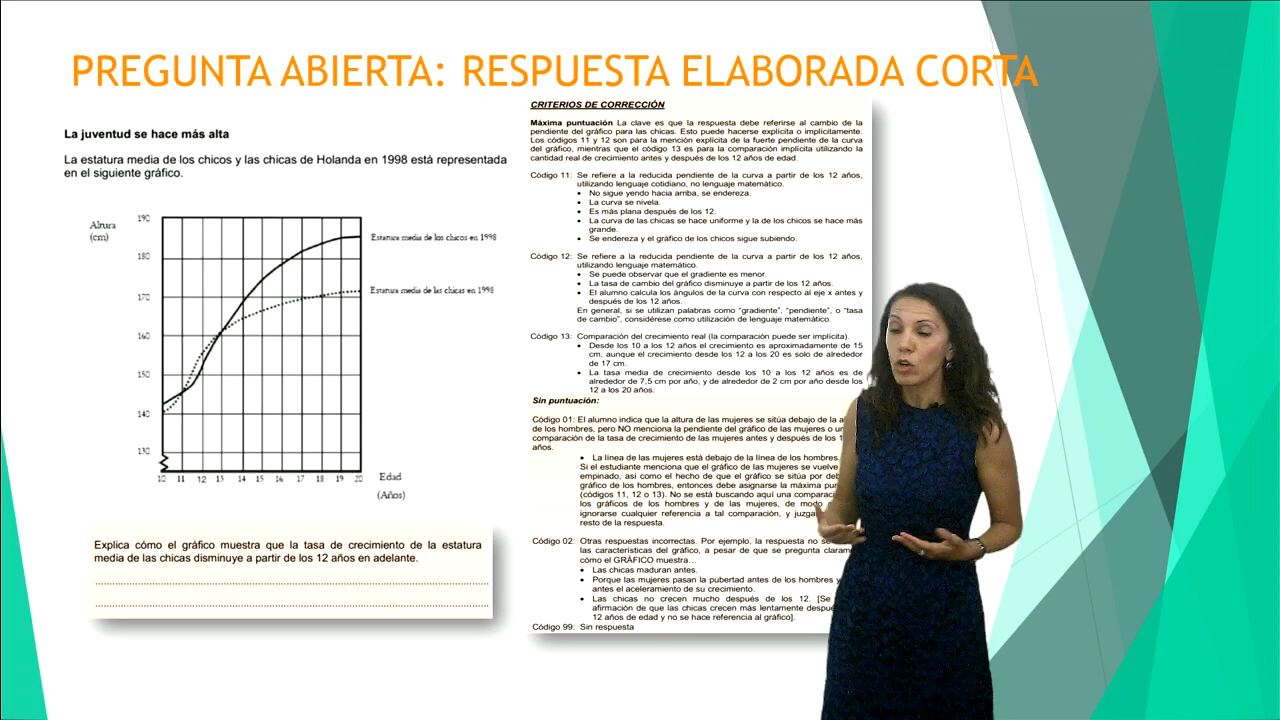 PREGUNTA ABIERTA: RESPUESTA ELABORADA CORTA
La juventud se hace más alta
La estatura media de los chicos y las chicas de Holanda en 1998 está representada
en el siguiente gráfico.
Altura
(cm)
190
180
170
160
150
140
130
Estatura media de los chicos en 1998
Estatura media de las chicas en 1998
10 11 12 13 14 15 16 17 18 19 20
Edad
(Años)
Explica cómo el gráfico muestra que la tasa de crecimiento de la estatura
media de las chicas disminuye a partir de los 12 años en adelante.
CRITERIOS DE CORRECCIÓN
Máxima puntuación La clave es que la respuesta debe referirse al cambio de la
pendiente del gráfico para las chicas. Esto puede hacerse explícita o implícitamente.
Los códigos 11 y 12 son para la mención explícita de la fuerte pendiente de la curva
del gráfico, mientras que el código 13 es para la comparación implícita utilizando la
cantidad real de crecimiento antes y después de los 12 años de edad.
Código 11: Se refiere a la reducida pendiente de la curva a partir de los 12 años,
utilizando lenguaje cotidiano, no lenguaje matemático.
• No sigue yendo hacia arriba, se endereza.
• La curva se nivela.
• Es más plana después de los 12.
• La curva de las chicas se hace uniforme y la de los chicos se hace más
grande.
• Se endereza y el gráfico de los chicos sigue subiendo.
Código 12: Se refiere a la reducida pendiente de la curva a partir de los 12 años,
utilizando lenguaje matemático.
• Se puede observar que el gradiente es menor.
• La tasa de cambio del gráfico disminuye a partir de los 12 años.
• El alumno calcula los ángulos de la curva con respecto al eje x antes y
después de los 12 años.
En general, si se utilizan palabras como "gradiente", "pendiente", o "tasa
de cambio", considérese como utilización de lenguaje matemático.
Código 13: Comparación del crecimiento real (la comparación puede ser implícita).
• Desde los 10 a los 12 años el crecimiento es aproximadamente de 15
cm, aunque el crecimiento desde los 12 a los 20 es solo de alrededor
de 17 cm.
• La tasa media de crecimiento desde los 10 a los 12 años es de
alrededor de 7,5 cm por año, y de alrededor de 2 cm por año desde los
12 a los 20 años.
Sin puntuación:
Código 01: El alumno indica que la altura de las mujeres se sitúa debajo de la
de los hombres, pero NO menciona la pendiente del gráfico de las mujeres o
comparación de la tasa de crecimiento de las mujeres antes y después de los
años.
• La línea de las mujeres está debajo de la línea de los hombres.
Si el estudiante menciona que el gráfico de las mujeres se vuelve
empinado, así como el hecho de que el gráfico se sitúa por
gráfico de los hombres, entonces debe asignarse la máxima
(códigos 11, 12 o 13). No se está buscando aquí una
los gráficos de los hombres y de las mujeres, de modo
ignorarse cualquier referencia a tal comparación, y
resto de la respuesta.
Código 02: Otras respuestas incorrectas. Por ejemplo, la respuesta no
las características del gráfico, a pesar de que se pregunta
cómo el GRÁFICO muestra…
• Las chicas maduran antes.
• Porque las mujeres pasan la pubertad antes de los hombres y
antes el aceleramiento de su crecimiento.
• Las chicas no crecen mucho después de los 12. [Se
afirmación de que las chicas crecen más lentamente
12 años de edad y no se hace referencia al gráfico].
Código 99: Sin respuesta